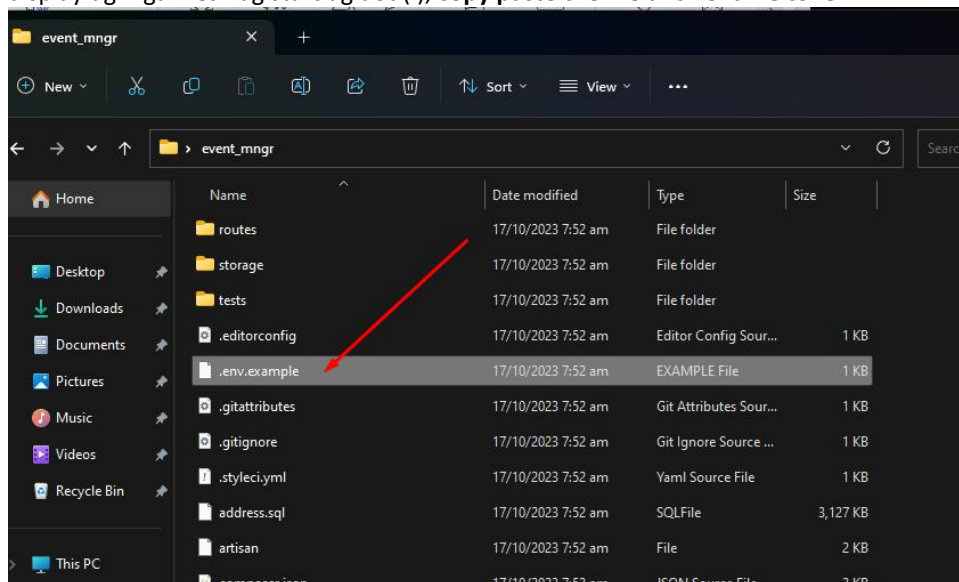 event_mngr
New
Sort
View
event_mngr
Searc
Home
Desktop
Downloads
Documents
Pictures
Music
Videos
Recycle Bin
This PC
Name Date modified Type Size
routes 17/10/2023 7:52 am File folder
storage 17/10/2023 7:52 am File folder
tests 17/10/2023 7:52 am File folder
.editorconfig 17/10/2023 7:52 am Editor Config Sour... 1 KB
.env.example 17/10/2023 7:52 am EXAMPLE File 1 KB
.gitattributes 17/10/2023 7:52 am Git Attributes Sour... 1 KB
.gitignore 17/10/2023 7:52 am Git Ignore Source ... 1 KB
.styleci.yml 17/10/2023 7:52 am Yaml Source File 1 KB
address.sql 17/10/2023 7:52 am SQLFile 3,127 KB
artisan 17/10/2023 7:52 am File 2 KB